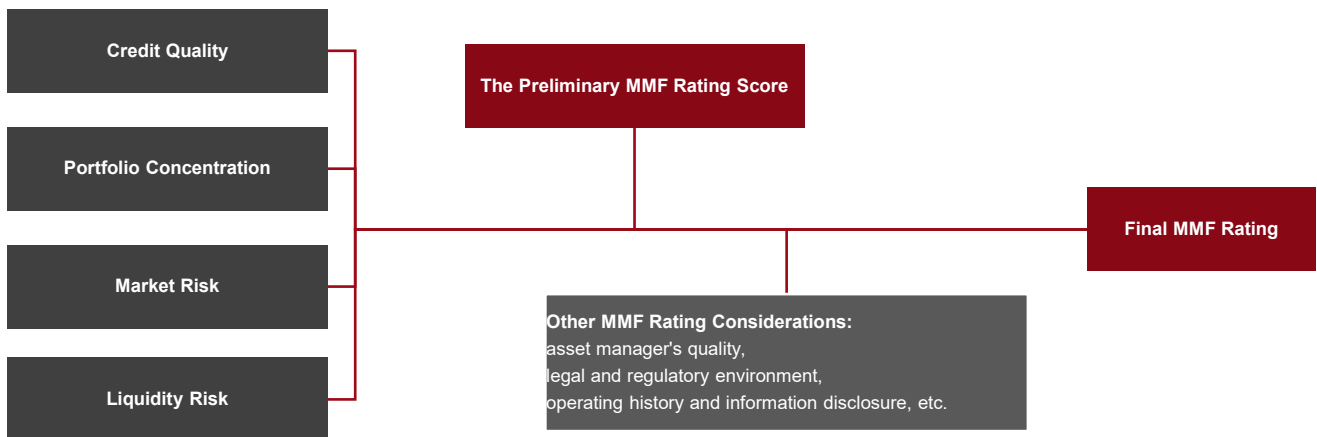 Credit Quality
Portfolio Concentration
Market Risk
Liquidity Risk
The Preliminary MMF Rating Score
Other MMF Rating Considerations:
asset manager's quality,
legal and regulatory environment,
operating history and information disclosure, etc.
Final MMF Rating